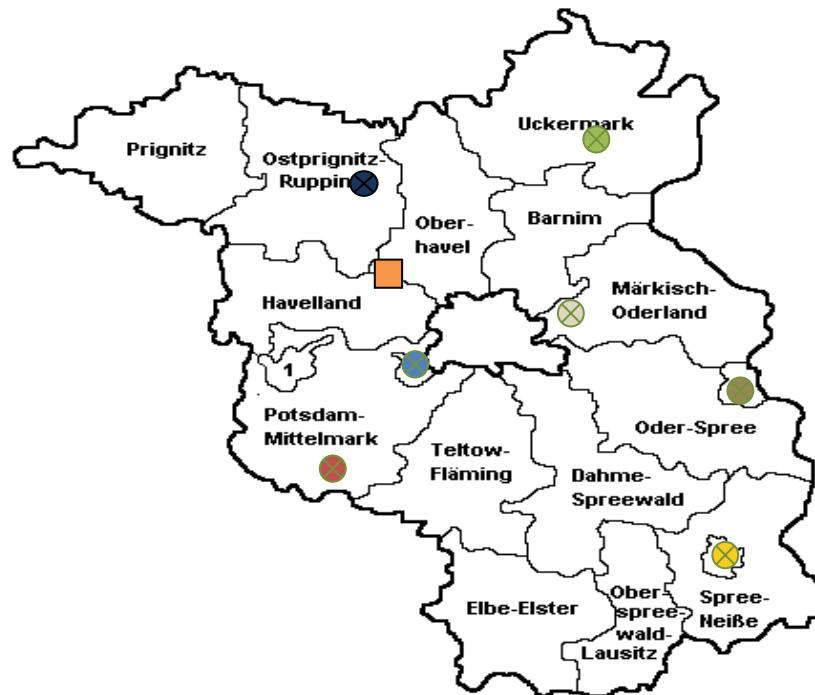 Uckermark
Prignitz
Ostprignitz-
Ruppin
Ober-
havel
Barnim
Havelland
Märkisch-
Oderland
1
Potsdam-
Mittelmark
Teltow-
Fläming
Oder-Spree
Dahme-
Spreewald
Elbe-Elster
Ober-
spree-
wald-
Lausitz
Spree-
Neiße